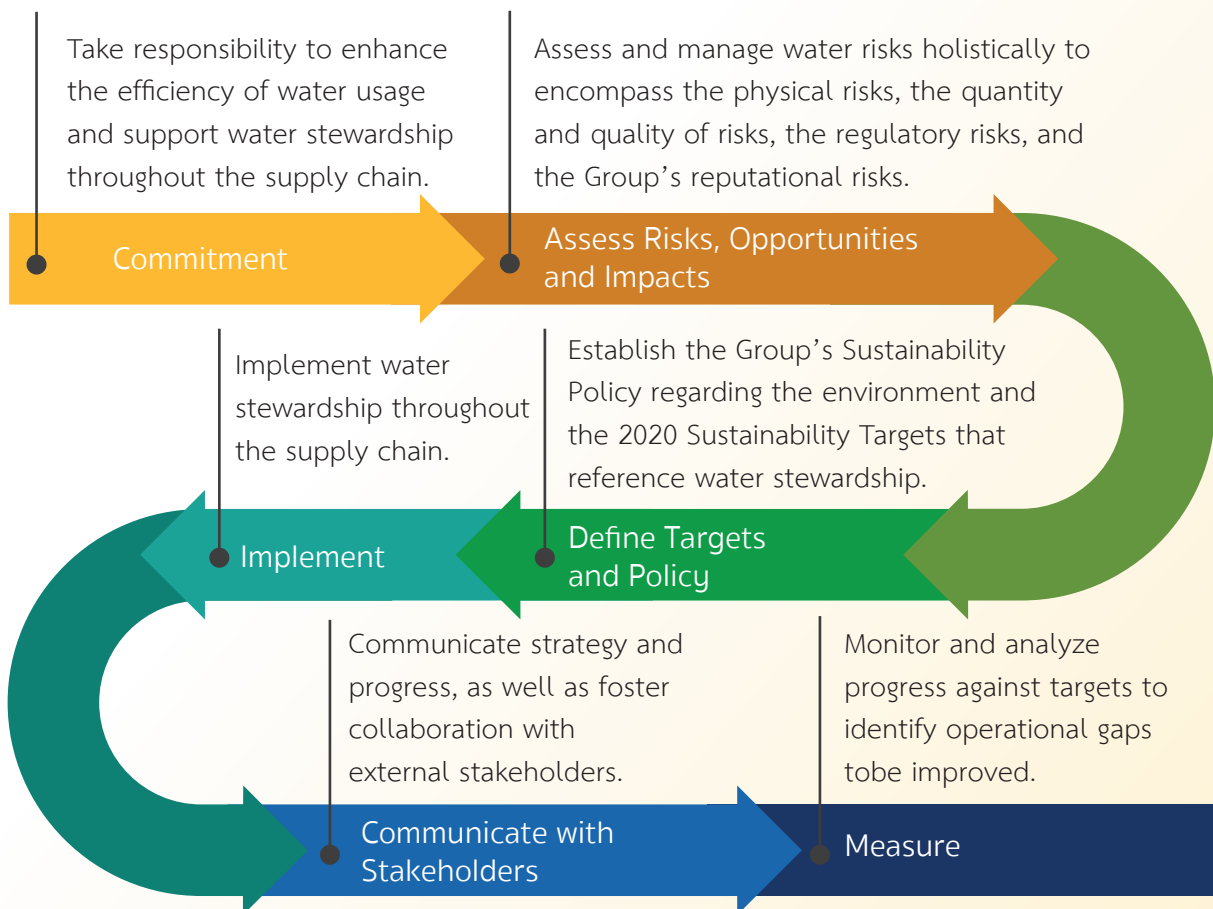 Take responsibility to enhance
the efficiency of water usage
and support water stewardship
throughout the supply chain.
Commitment
Assess and manage water risks holistically to
encompass the physical risks, the quantity
and quality of risks, the regulatory risks, and
the Group’s reputational risks.
Assess Risks, Opportunities
and Impacts
Establish the Group’s Sustainability
Policy regarding the environment and
the 2020 Sustainability Targets that
reference water stewardship.
Define Targets
and Policy
Implement water
stewardship throughout
the supply chain.
Implement
Communicate strategy and
progress, as well as foster
collaboration with
external stakeholders.
Communicate with
Stakeholders
Monitor and analyze
progress against targets to
identify operational gaps
tobe improved.
Measure